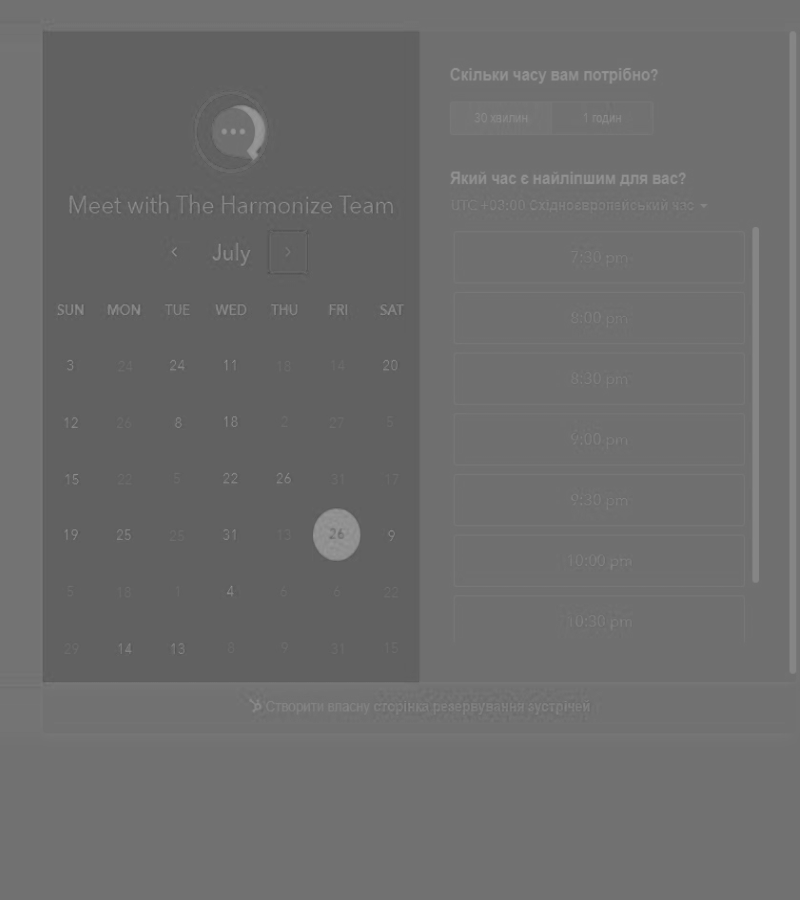 Meet with The Harmonize Team
July
SUN MON TUE WED THU FRI SAT
3 24 24 11 18 14 20
12 26 8 18 2 27 5
15 22 5 22 26 31 17
19 25 26 31 13 26 9
5 18 1 4 6 6 22
29 14 13 8 9 31 15
Скільки часу вам потрібно?
30 хвилин 1 годин
Який час є найліпшим для вас?
UTC +03:00 Східноєвропейський час
7:30 pm
8:00 pm
8:30 pm
9:00 pm
9:30 pm
10:00 pm
10:30 pm
Створити власну сторінка резервування зустрічей